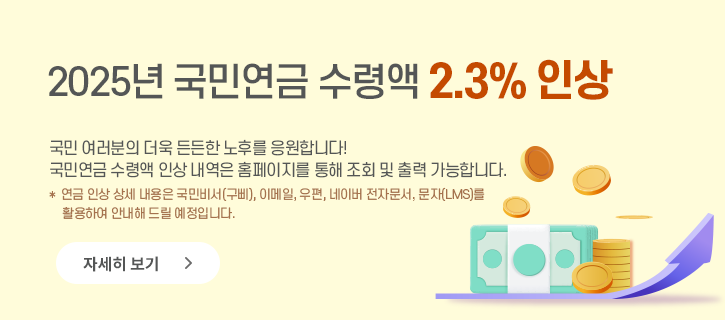 2025년 국민연금 수령액 2.3% 인상
국민 여러분의 더욱 든든한 노후를 응원합니다!
국민연금 수령액 인상 내역은 홈페이지를 통해 조회 및 출력 가능합니다.
* 연금 인상 상세 내용은 국민비서(구삐), 이메일, 우편, 네이버 전자문서, 문자(LMS)를
활용하여 안내해 드릴 예정입니다.
자세히 보기 >